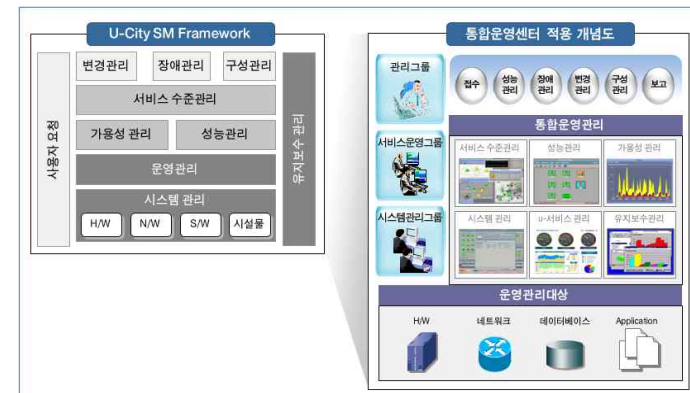 U-City SM Framework
변경관리
장애관리
구성관리
서비스 수준관리
가용성 관리
성능관리
운영관리
시스템 관리
H/W
N/W
S/W
시설물
사용자 요청
유지보수 관리
통합운영센터 적용 개념도
관리그룹
접수
성능
관리
장애
관리
변경
관리
구성
관리
보고
통합운영관리
서비스운영그룹
서비스 수준관리
성능관리
가용성 관리
시스템관리그룹
시스템 관리
u-서비스 관리
유지보수관리
운영관리대상
H/W
네트워크
데이터베이스
Application